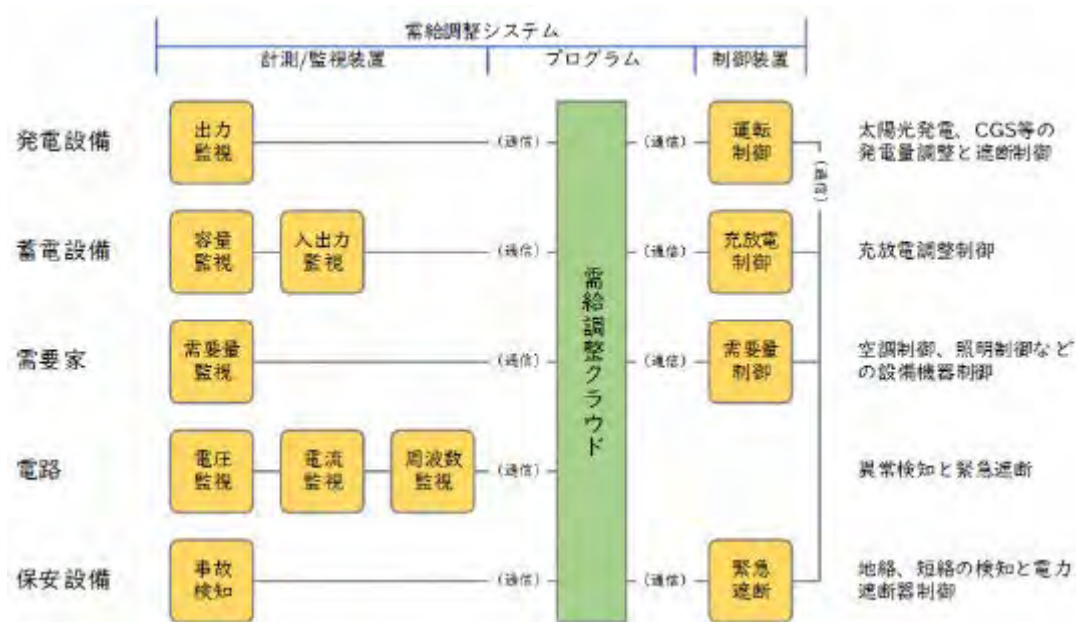 需給調整システム
計測/監視装置
プログラム
制御装置
発電設備
出力
監視
(通信)
(通信)
運転
制御
太陽光発電、CGS等の
発電量調整と遮断制御
(通信)
蓄電設備
容量
監視
入出力
監視
(通信)
(通信)
充放電
制御
充放電調整制御
需給調整クラウド
需要家
需要量
監視
(通信)
(通信)
需要量
制御
空調制御、照明制御など
の設備機器制御
電路
電圧
監視
電流
監視
周波数
監視
(通信)
異常検知と緊急遮断
保安設備
事故
検知
(通信)
(通信)
緊急
遮断
地絡、短絡の検知と電力
遮断器制御